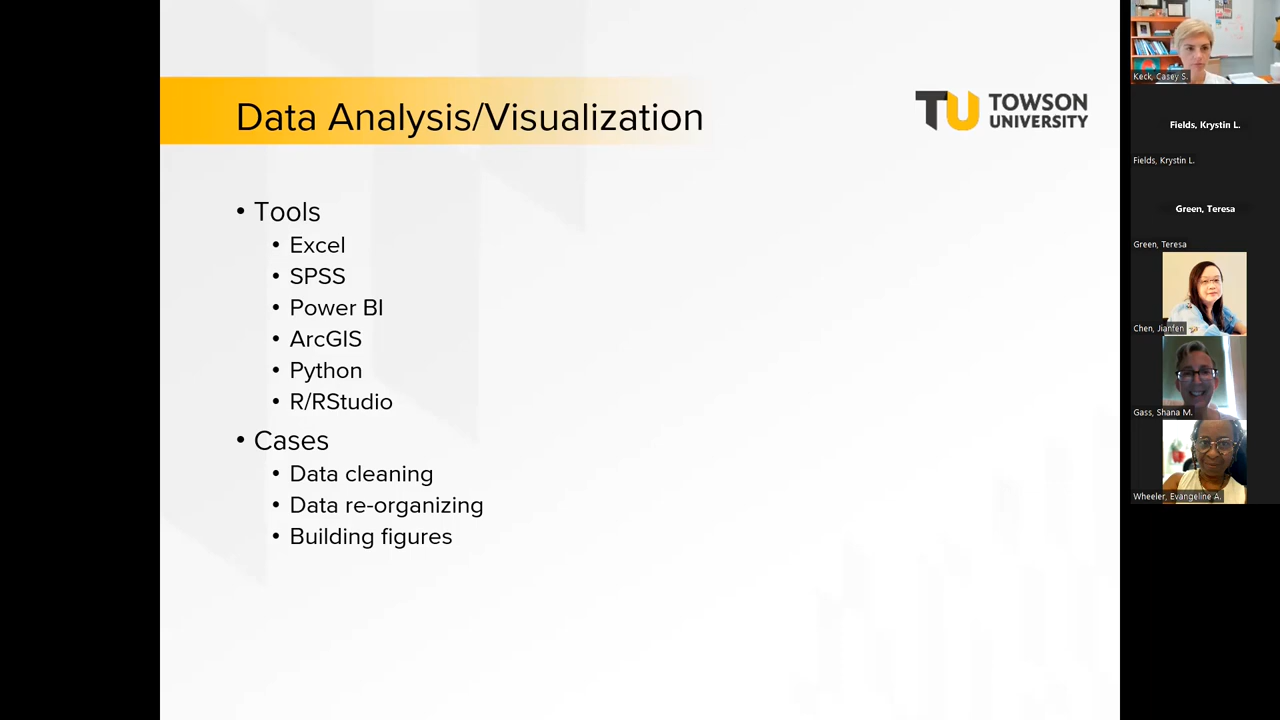 Data Analysis/Visualization
TU TOWSON
UNIVERSITY
• Tools
• Excel
• SPSS
• Power BI
• ArcGIS
• Python
• R/RStudio
• Cases
• Data cleaning
• Data re-organizing
• Building figures
Keck, Casey S.
Fields, Krystin L.
Fields, Krystin L.
Green, Teresa
Green, Teresa
Chen, Jianfen
Gass, Shana M.
Wheeler, Evangeline A.